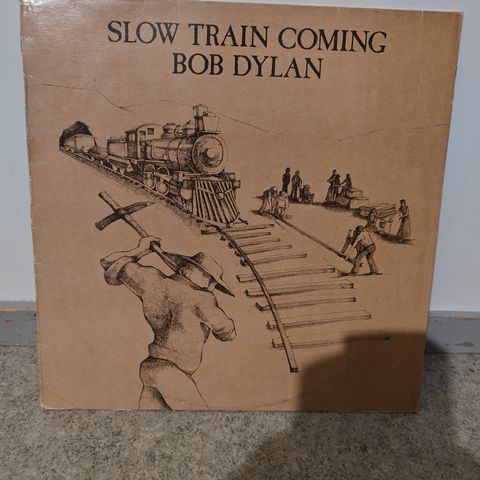 SLOW TRAIN COMING
BOB DYLAN